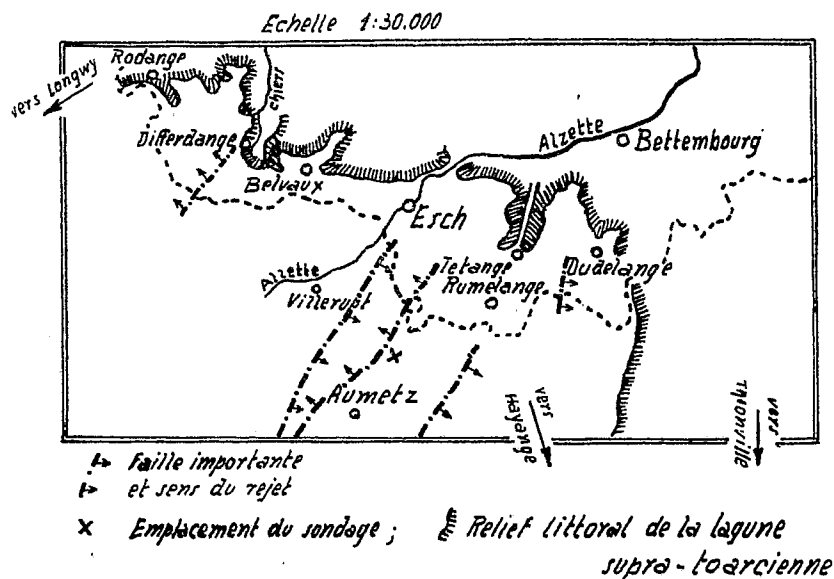 Echelle 1:30.000
Rodange
vers Longwy
chiers
Differdange
Alzette
Bettembourg
Belvaux
Esch
Tetange
Dudelange
Alzette
Rumelange
Villerupt
Aumetz
vers Hayange
vers Thionville
Faille importante
et sens du rejet
x Emplacement du sondage ; Relief littoral de la lagune
supra-toarcienne